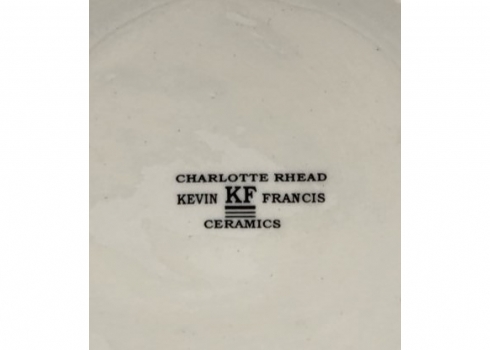 CHARLOTTE RHEAD
KEVIN KF FRANCIS
CERAMICS